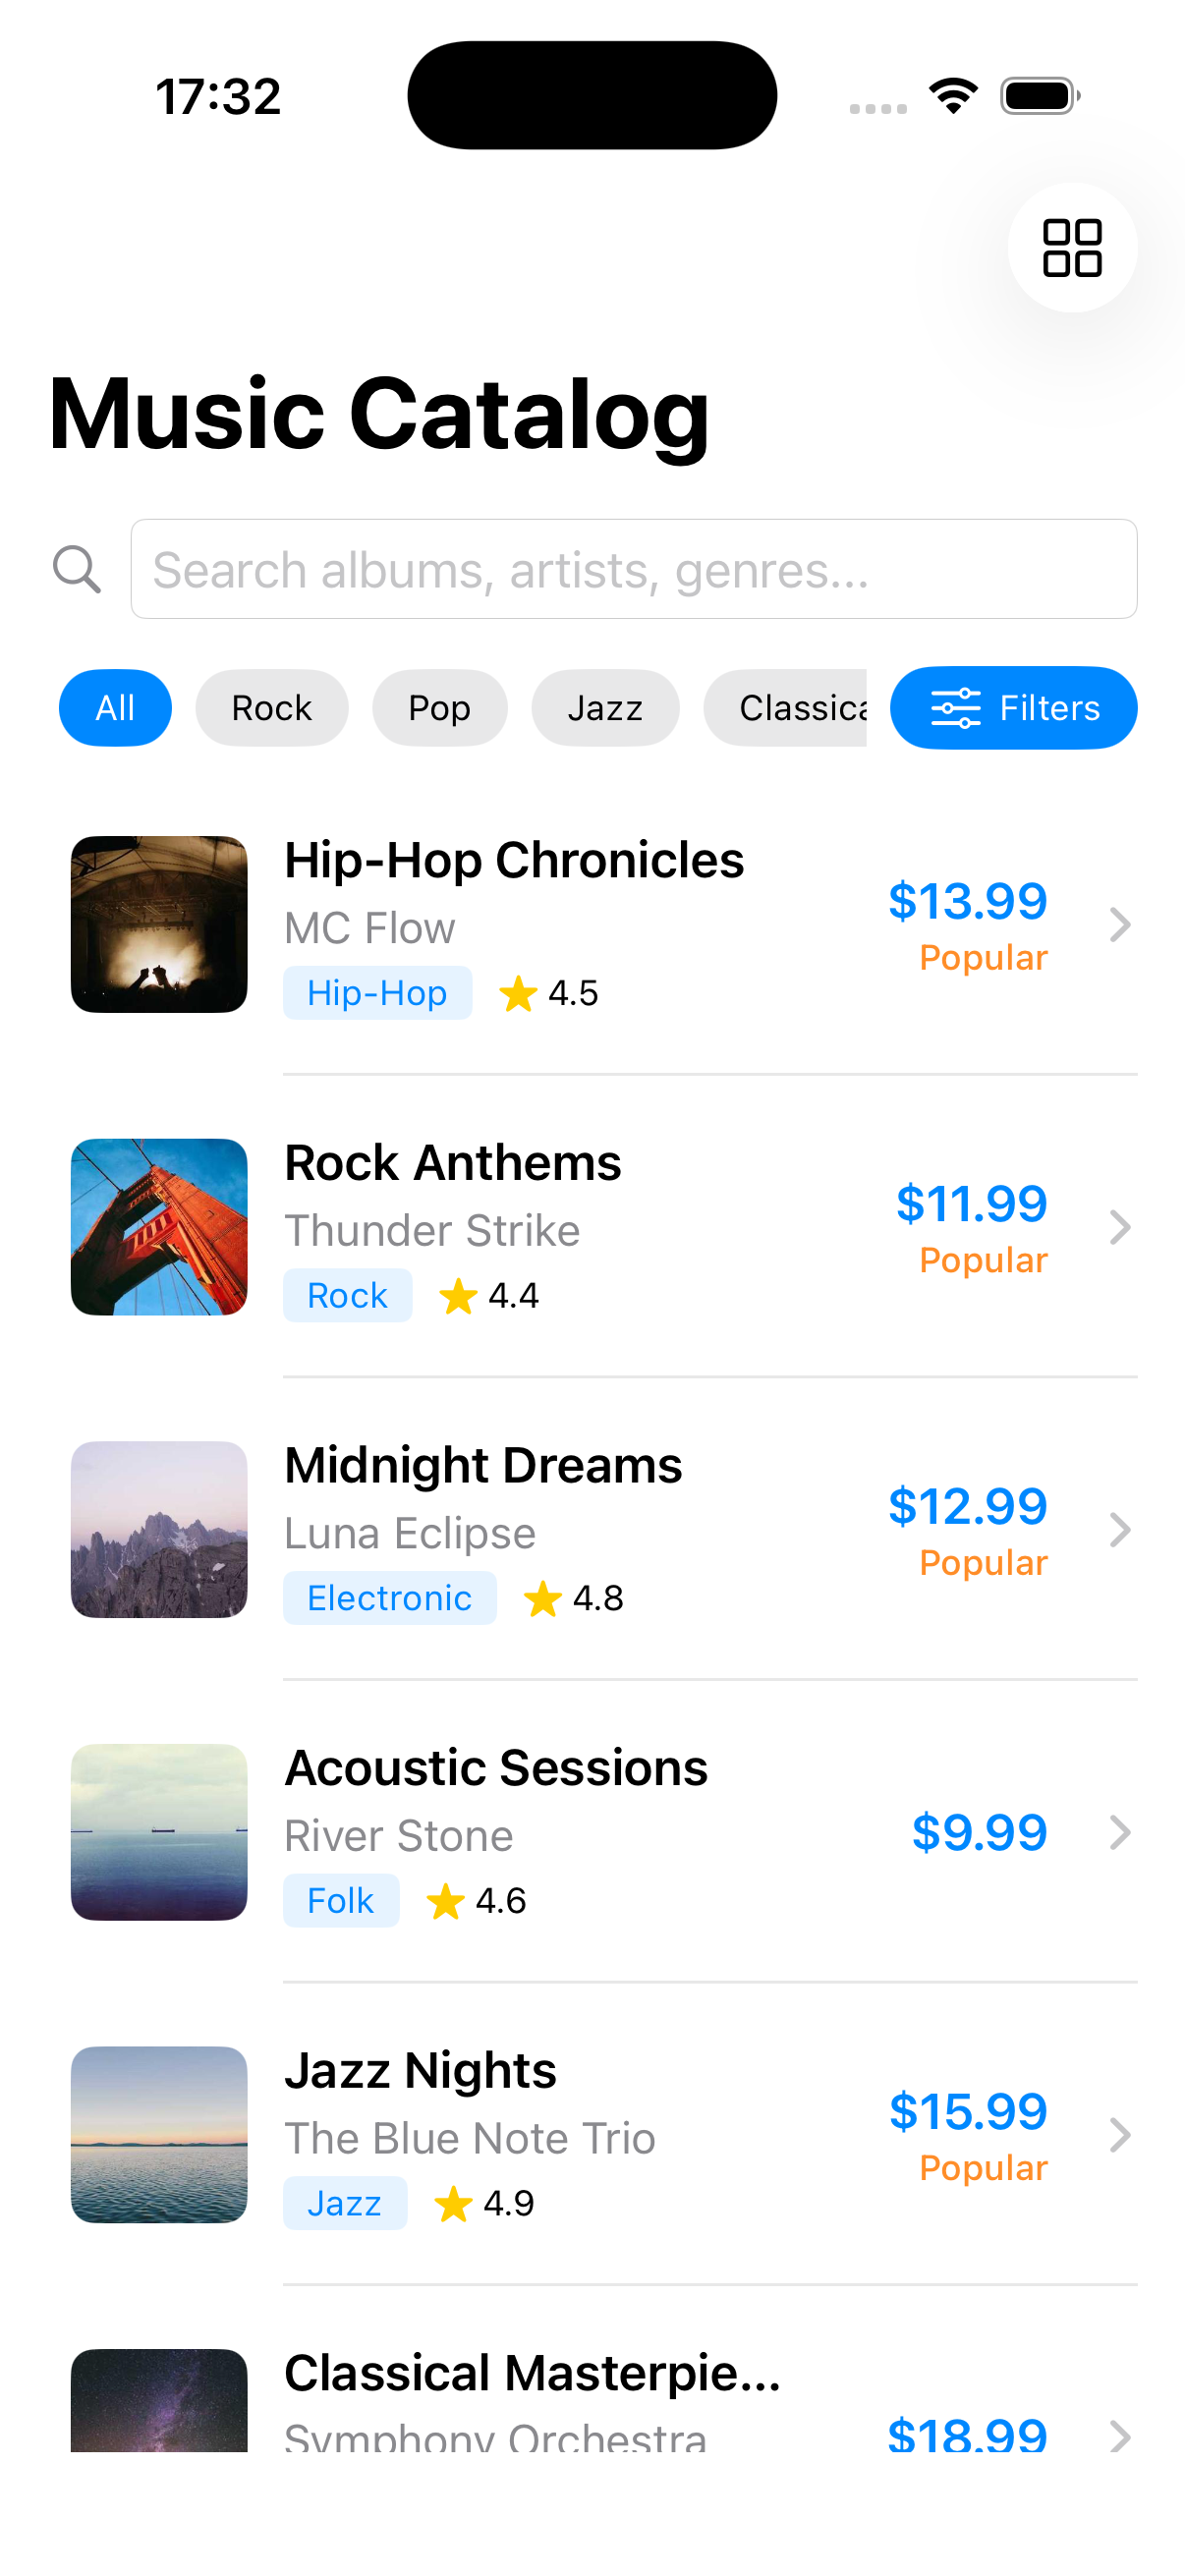 17:32
Music Catalog
Search albums, artists, genres...
All Rock Pop Jazz Classica Filters
Hip-Hop Chronicles
MC Flow
Hip-Hop 4.5
$13.99
Popular
Rock Anthems
Thunder Strike
Rock 4.4
$11.99
Popular
Midnight Dreams
Luna Eclipse
Electronic 4.8
$12.99
Popular
Acoustic Sessions
River Stone
Folk 4.6
$9.99
Jazz Nights
The Blue Note Trio
Jazz 4.9
$15.99
Popular
Classical Masterpie...
Symphony Orchestra
$18.99